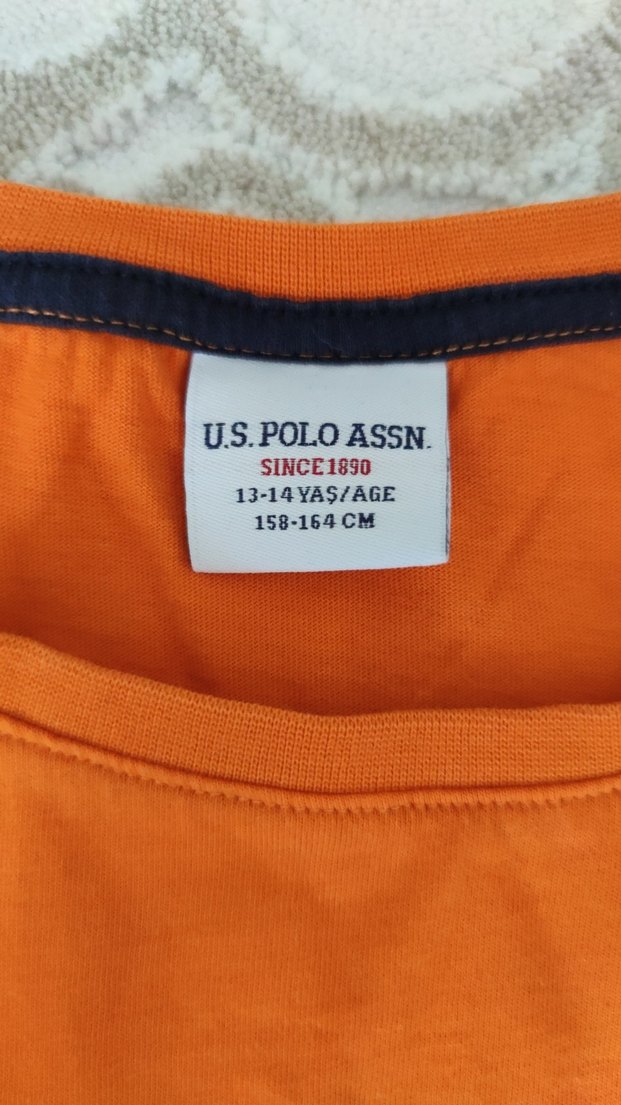 U.S. POLO ASSN.
SINCE 1890
13-14 YAŞ/AGE
158-164 CM